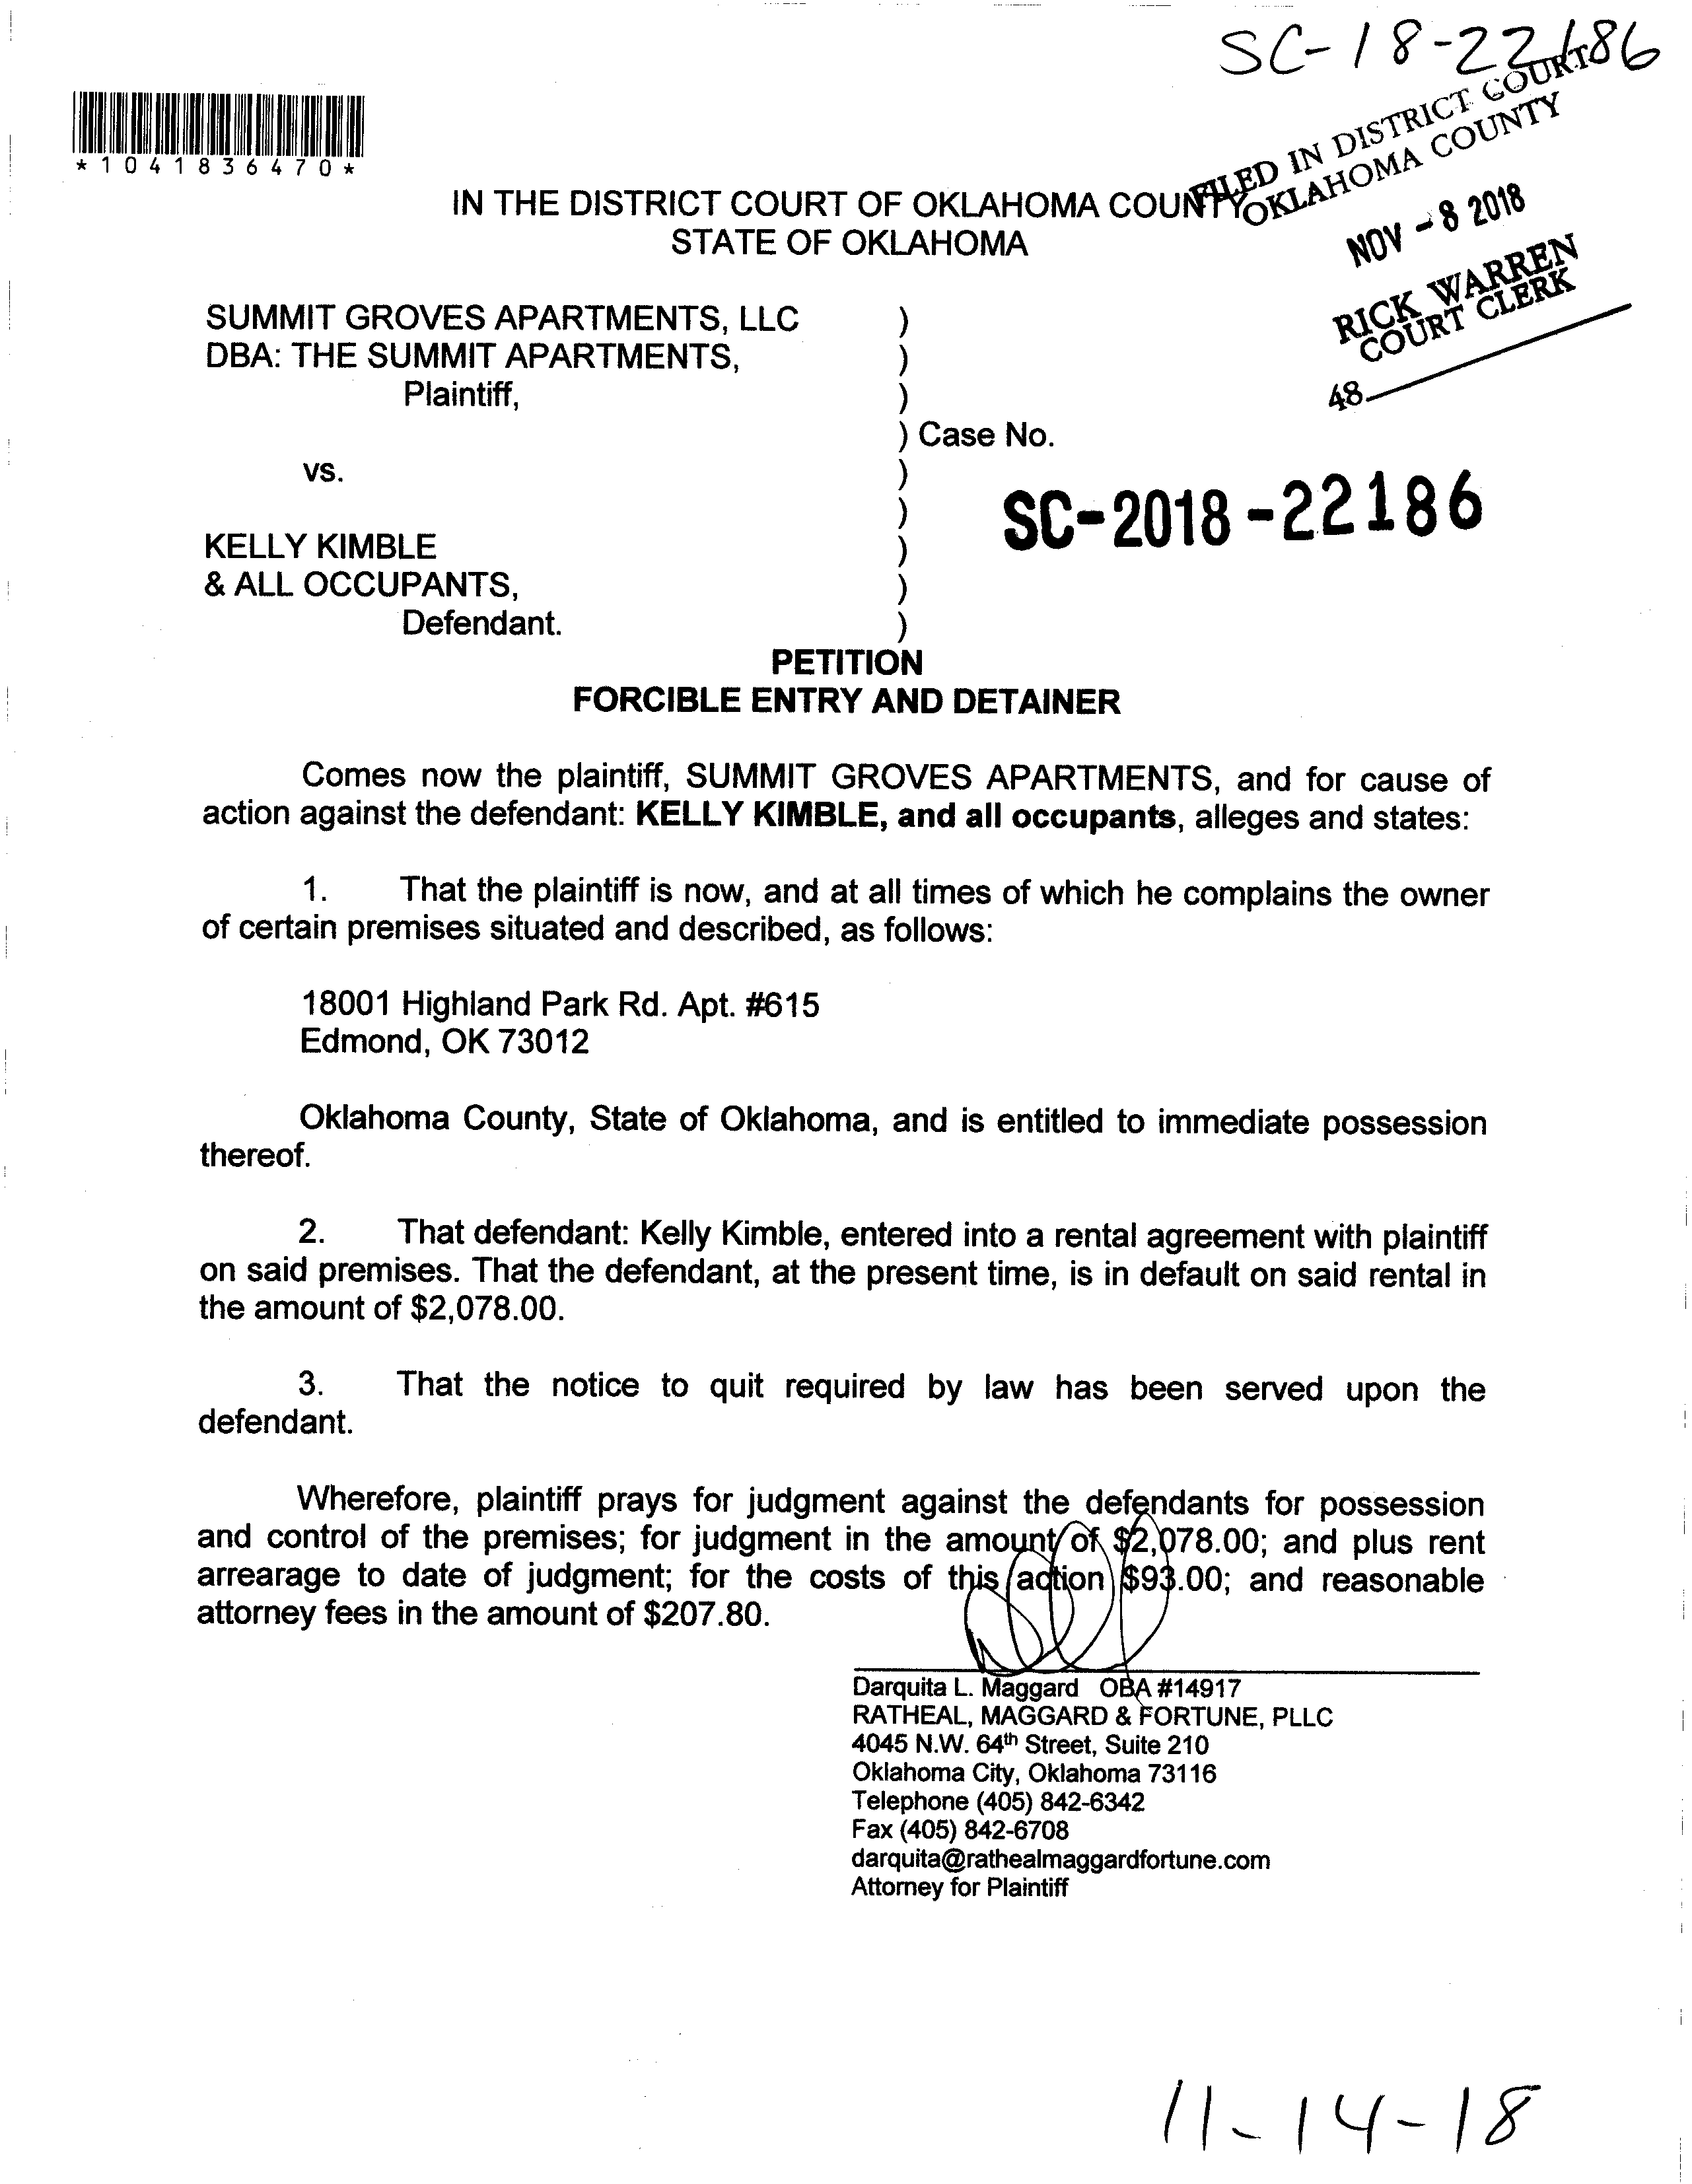 SC-18-22186
*1041836470*
FILED IN DISTRICT COURT
OKLAHOMA COUNTY
NOV - 8 2018
RICK WARREN
COURT CLERK
48
IN THE DISTRICT COURT OF OKLAHOMA COUNTY
STATE OF OKLAHOMA
SUMMIT GROVES APARTMENTS, LLC )
DBA: THE SUMMIT APARTMENTS, )
Plaintiff, )
) Case No.
vs. )
) SC-2018-22186
KELLY KIMBLE )
& ALL OCCUPANTS, )
Defendant. )
PETITION
FORCIBLE ENTRY AND DETAINER
Comes now the plaintiff, SUMMIT GROVES APARTMENTS, and for cause of
action against the defendant: KELLY KIMBLE, and all occupants, alleges and states:
1. That the plaintiff is now, and at all times of which he complains the owner
of certain premises situated and described, as follows:
18001 Highland Park Rd. Apt. #615
Edmond, OK 73012
Oklahoma County, State of Oklahoma, and is entitled to immediate possession
thereof.
2. That defendant: Kelly Kimble, entered into a rental agreement with plaintiff
on said premises. That the defendant, at the present time, is in default on said rental in
the amount of $2,078.00.
3. That the notice to quit required by law has been served upon the
defendant.
Wherefore, plaintiff prays for judgment against the defendants for possession
and control of the premises; for judgment in the amount of $2,078.00; and plus rent
arrearage to date of judgment; for the costs of this action $93.00; and reasonable
attorney fees in the amount of $207.80.
Darquita L. Maggard OBA #14917
RATHEAL, MAGGARD & FORTUNE, PLLC
4045 N.W. 64th Street, Suite 210
Oklahoma City, Oklahoma 73116
Telephone (405) 842-6342
Fax (405) 842-6708
darquita@rathealmaggardfortune.com
Attorney for Plaintiff
11-14-18